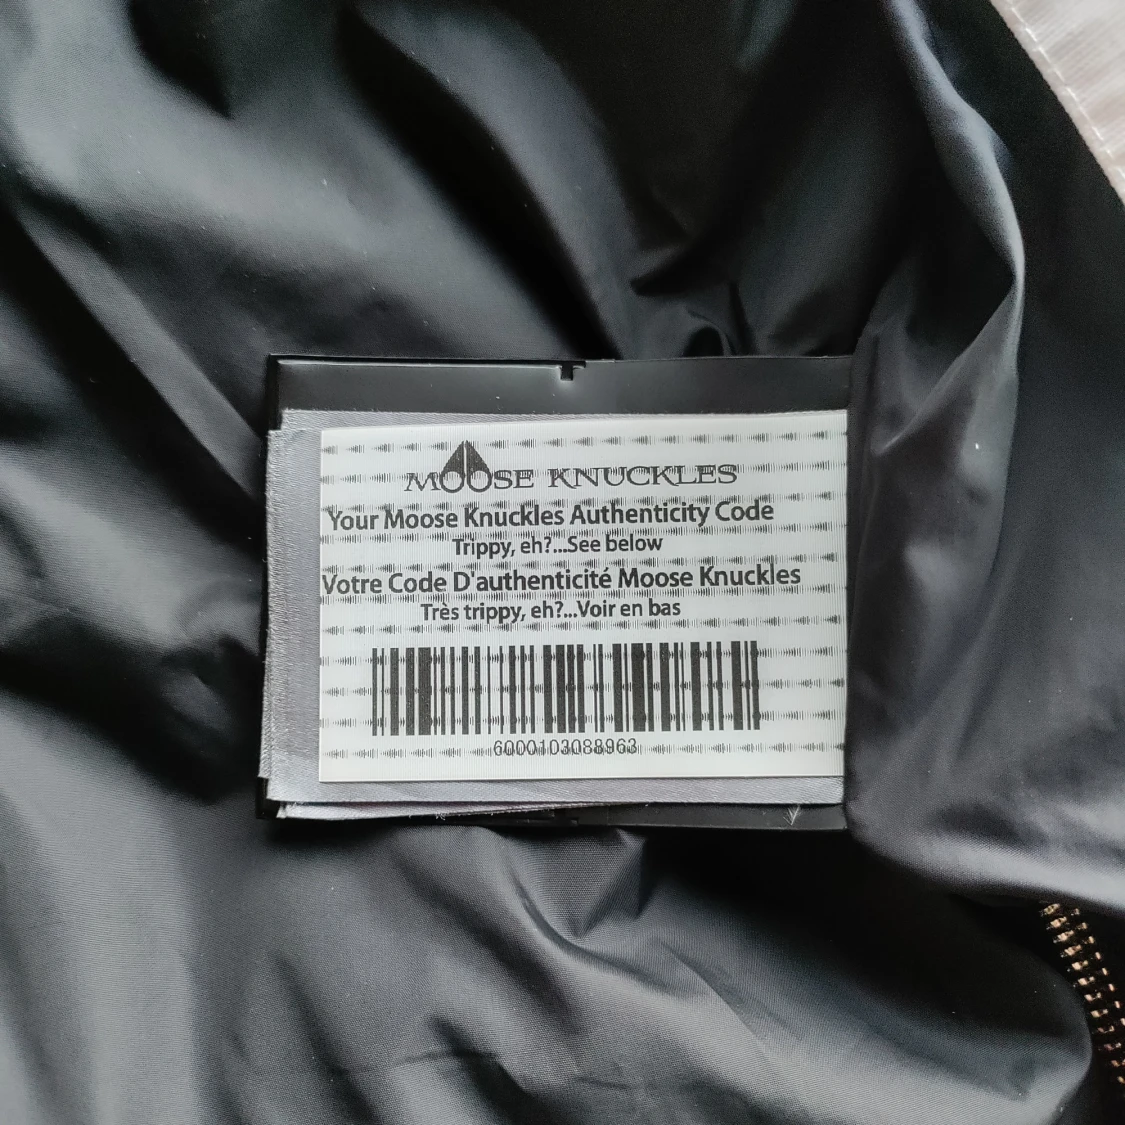 MOOSE KNUCKLES
Your Moose Knuckles Authenticity Code
Trippy, eh?...See below
Votre Code D'authenticité Moose Knuckles
Très trippy, eh?...Voir en bas
6000103088963